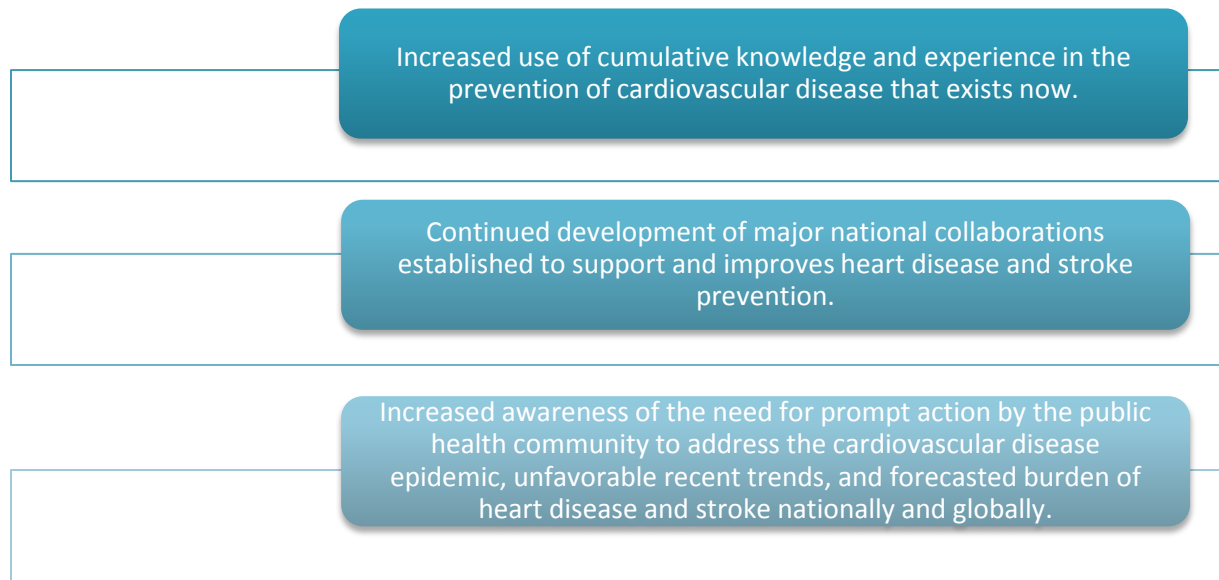 Increased use of cumulative knowledge and experience in the
prevention of cardiovascular disease that exists now.
Continued development of major national collaborations
established to support and improves heart disease and stroke
prevention.
Increased awareness of the need for prompt action by the public
health community to address the cardiovascular disease
epidemic, unfavorable recent trends, and forecasted burden of
heart disease and stroke nationally and globally.